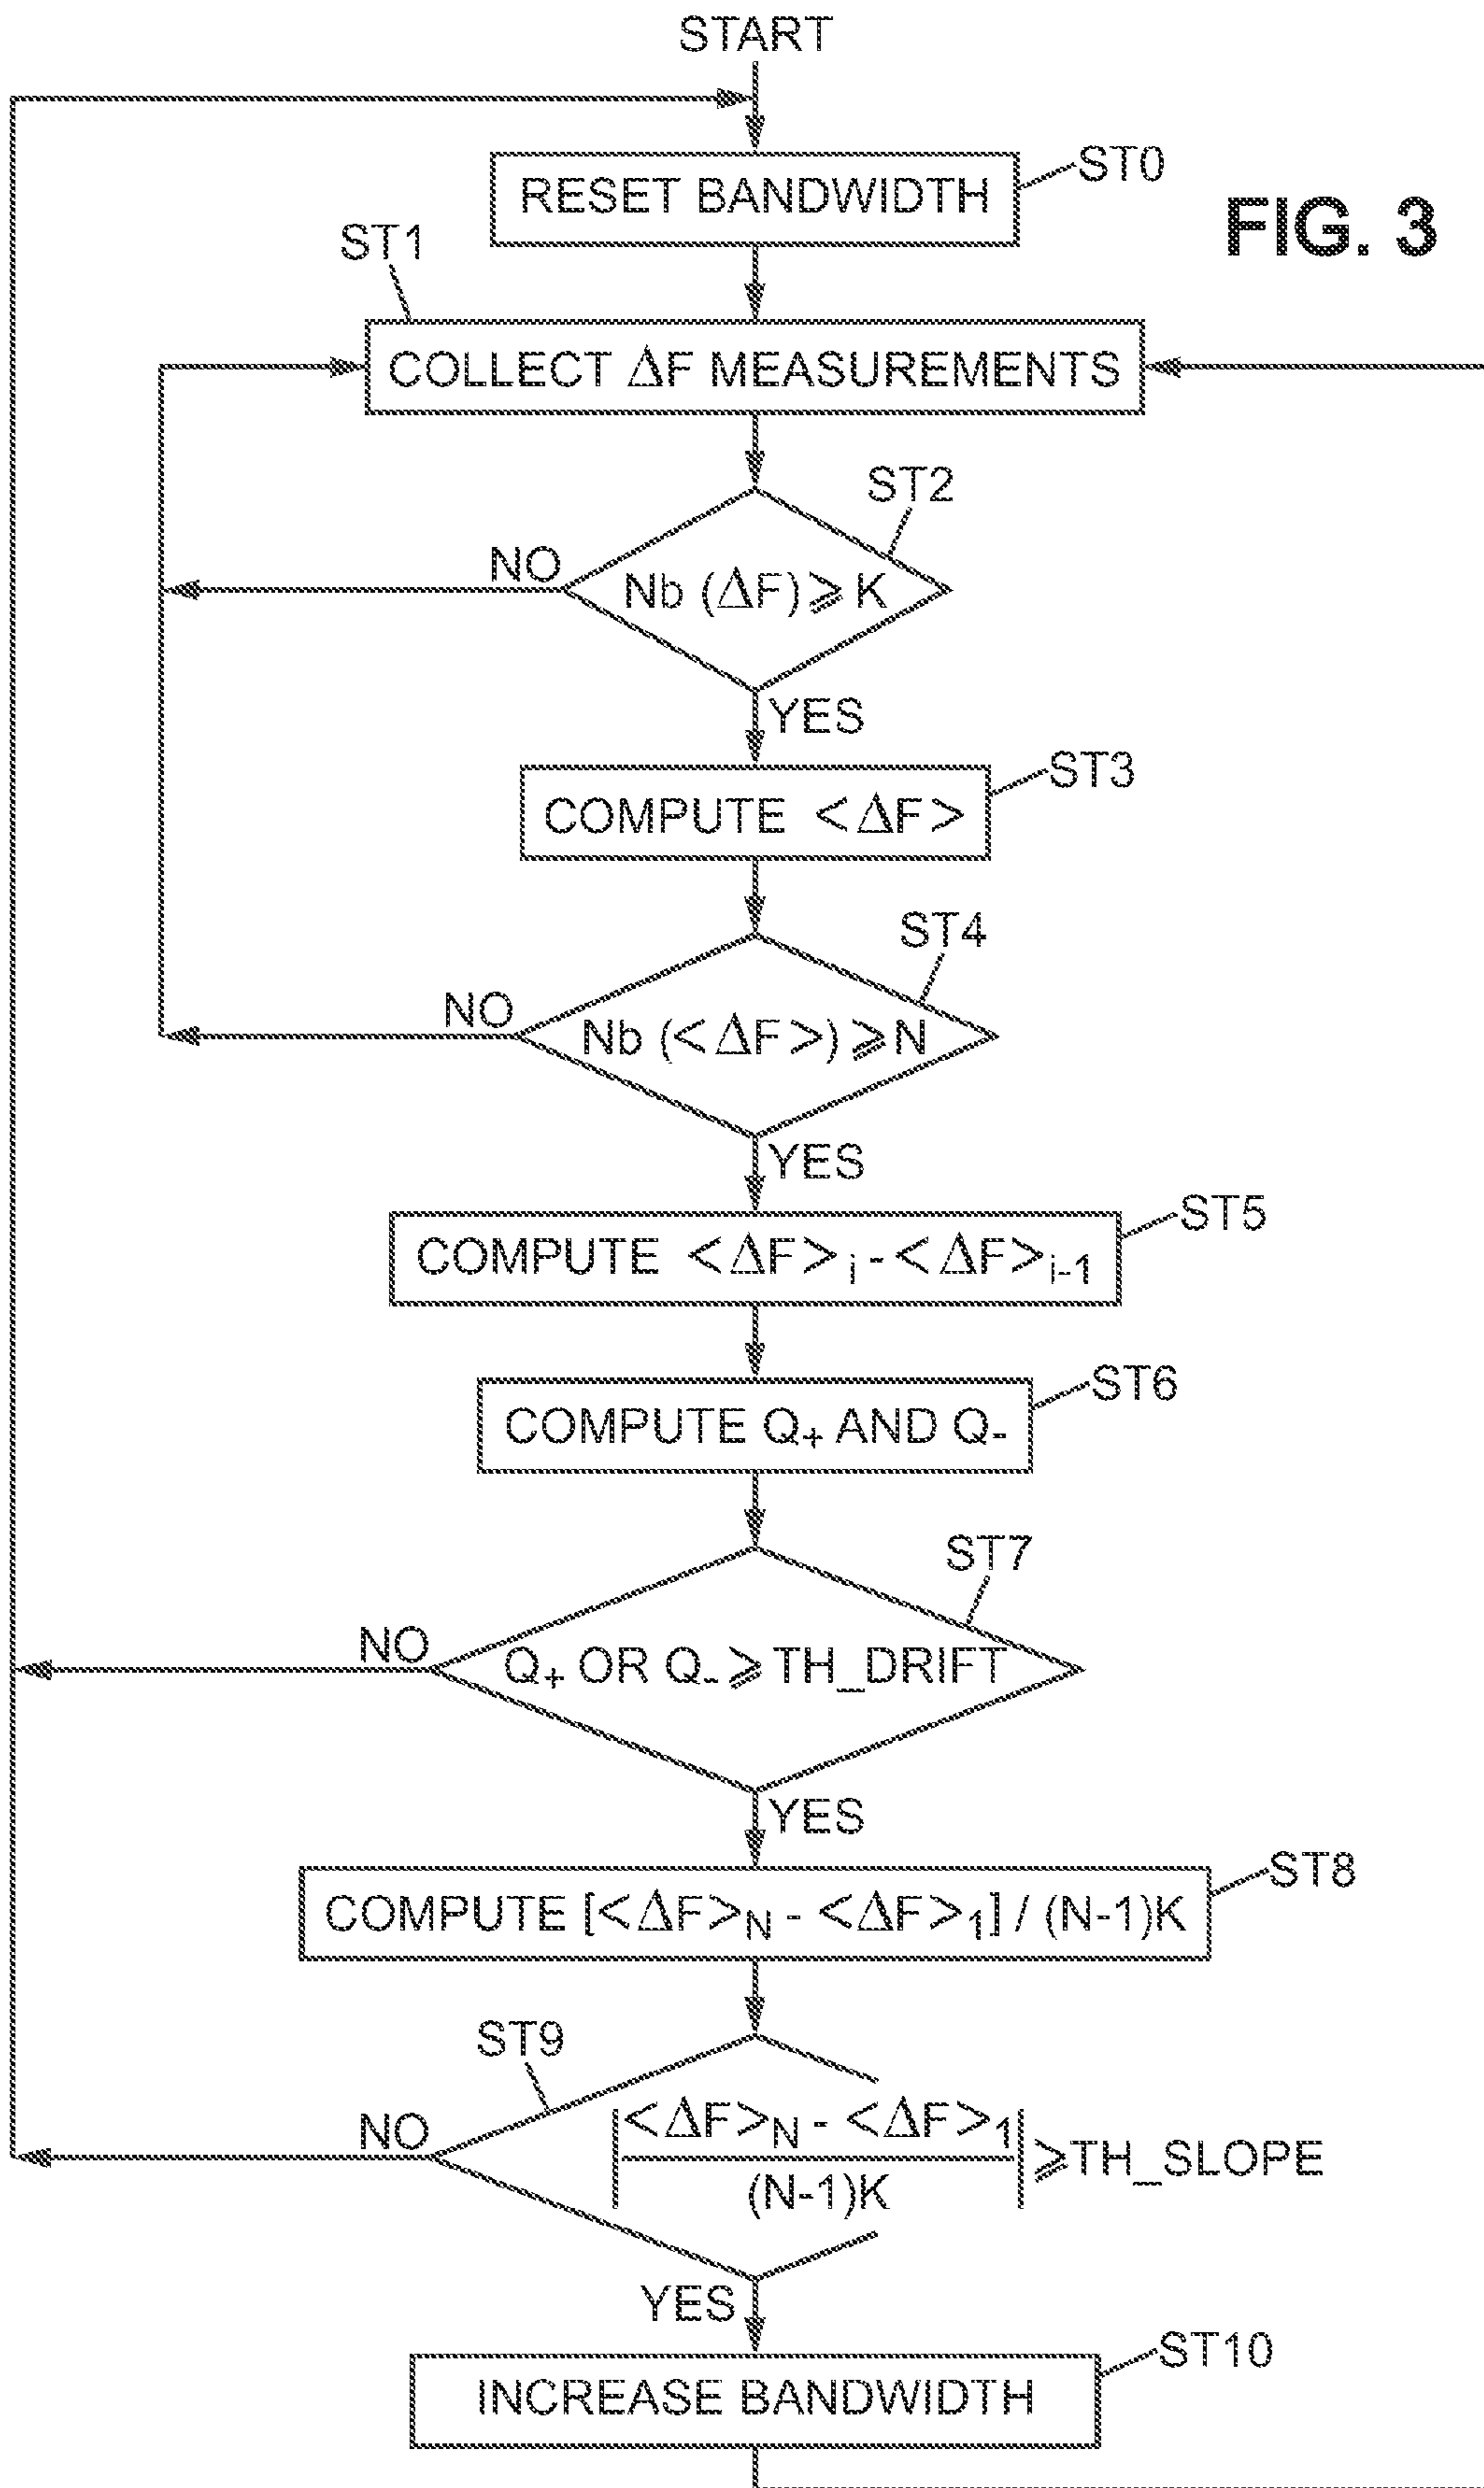 START
RESET BANDWIDTH
ST0
FIG. 3
ST1
COLLECT ΔF MEASUREMENTS
ST2
NO
Nb (ΔF) ⩾ K
YES
ST3
COMPUTE <ΔF>
ST4
NO
Nb (<ΔF>) ⩾ N
YES
ST5
COMPUTE <ΔF>i - <ΔF>i-1
ST6
COMPUTE Q+ AND Q-
ST7
NO
Q+ OR Q- ⩾ TH_DRIFT
YES
ST8
COMPUTE [<ΔF>N - <ΔF>1] / (N-1)K
ST9
NO
|<ΔF>N - <ΔF>1
(N-1)K| ⩾ TH_SLOPE
YES
ST10
INCREASE BANDWIDTH